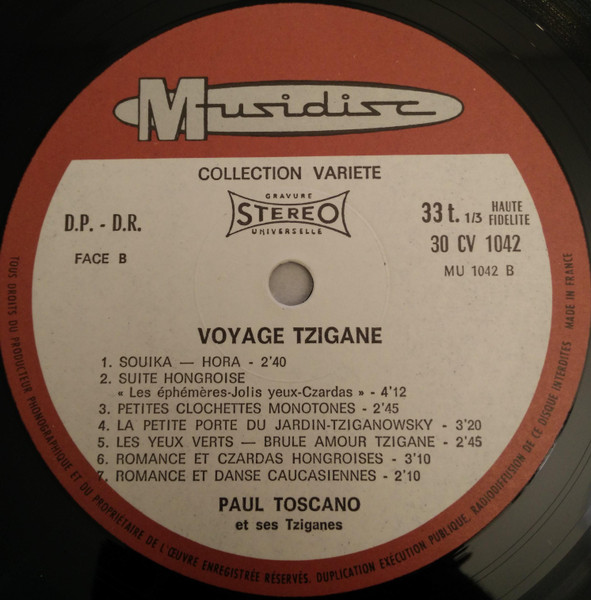 Musidisc
COLLECTION VARIETE
GRAVURE
STEREO
UNIVERSELLE
D.P. - D.R.
33 t. 1/3 HAUTE FIDELITE
30 CV 1042
FACE B
MU 1042 B
VOYAGE TZIGANE
1. SOUIKA — HORA - 2'40
2. SUITE HONGROISE
« Les éphémères-Jolis yeux-Czardas » - 4'12
3. PETITES CLOCHETTES MONOTONES - 2'45
4. LA PETITE PORTE DU JARDIN-TZIGANOWSKY - 3'20
5. LES YEUX VERTS — BRULE AMOUR TZIGANE - 2'45
6. ROMANCE ET CZARDAS HONGROISES - 3'10
7. ROMANCE ET DANSE CAUCASIENNES - 2'10
PAUL TOSCANO
et ses Tziganes
TOUS DROITS DU PRODUCTEUR PHONOGRAPHIQUE ET DU PROPRIETAIRE DE L'ŒUVRE ENREGISTRÉE RÉSERVÉS. DUPLICATION EXÉCUTION PUBLIQUE, RADIODIFFUSION DE CE DISQUE INTERDITES - MADE IN FRANCE